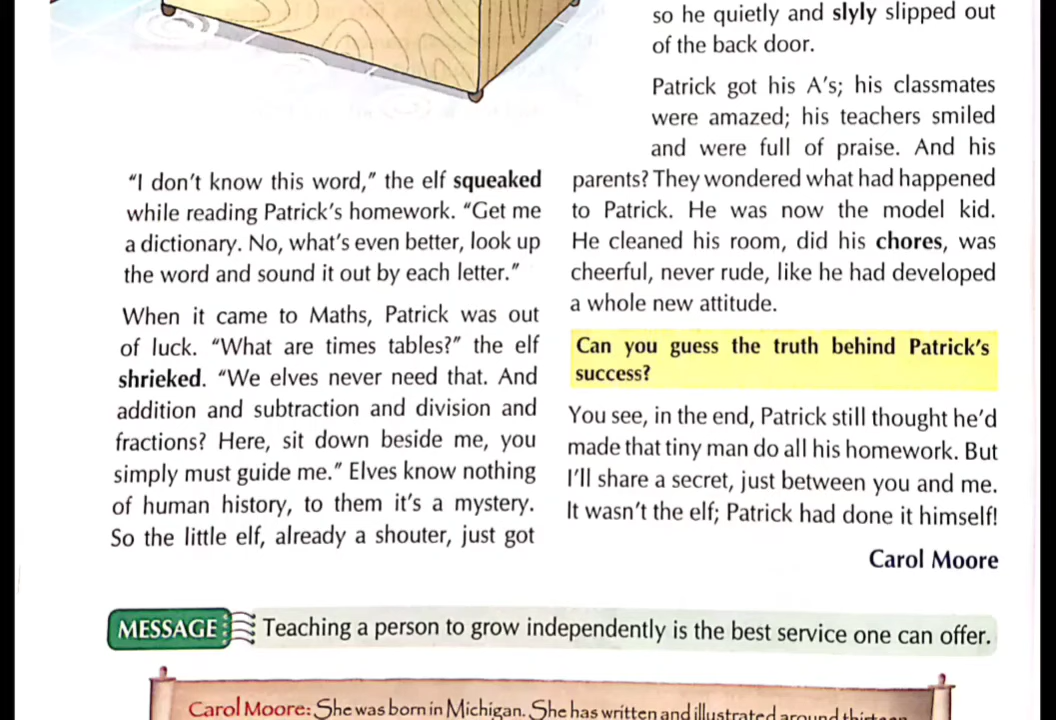 "I don't know this word," the elf squeaked
while reading Patrick's homework. "Get me
a dictionary. No, what's even better, look up
the word and sound it out by each letter."
When it came to Maths, Patrick was out
of luck. "What are times tables?" the elf
shrieked. "We elves never need that. And
addition and subtraction and division and
fractions? Here, sit down beside me, you
simply must guide me." Elves know nothing
of human history, to them it's a mystery.
So the little elf, already a shouter, just got
so he quietly and slyly slipped out
of the back door.
Patrick got his A's; his classmates
were amazed; his teachers smiled
and were full of praise. And his
parents? They wondered what had happened
to Patrick. He was now the model kid.
He cleaned his room, did his chores, was
cheerful, never rude, like he had developed
a whole new attitude.
Can you guess the truth behind Patrick's
success?
You see, in the end, Patrick still thought he'd
made that tiny man do all his homework. But
I'll share a secret, just between you and me.
It wasn't the elf; Patrick had done it himself!
Carol Moore
MESSAGE Teaching a person to grow independently is the best service one can offer.
Carol Moore: She was born in Michigan. She has written and illustrated around thirteen